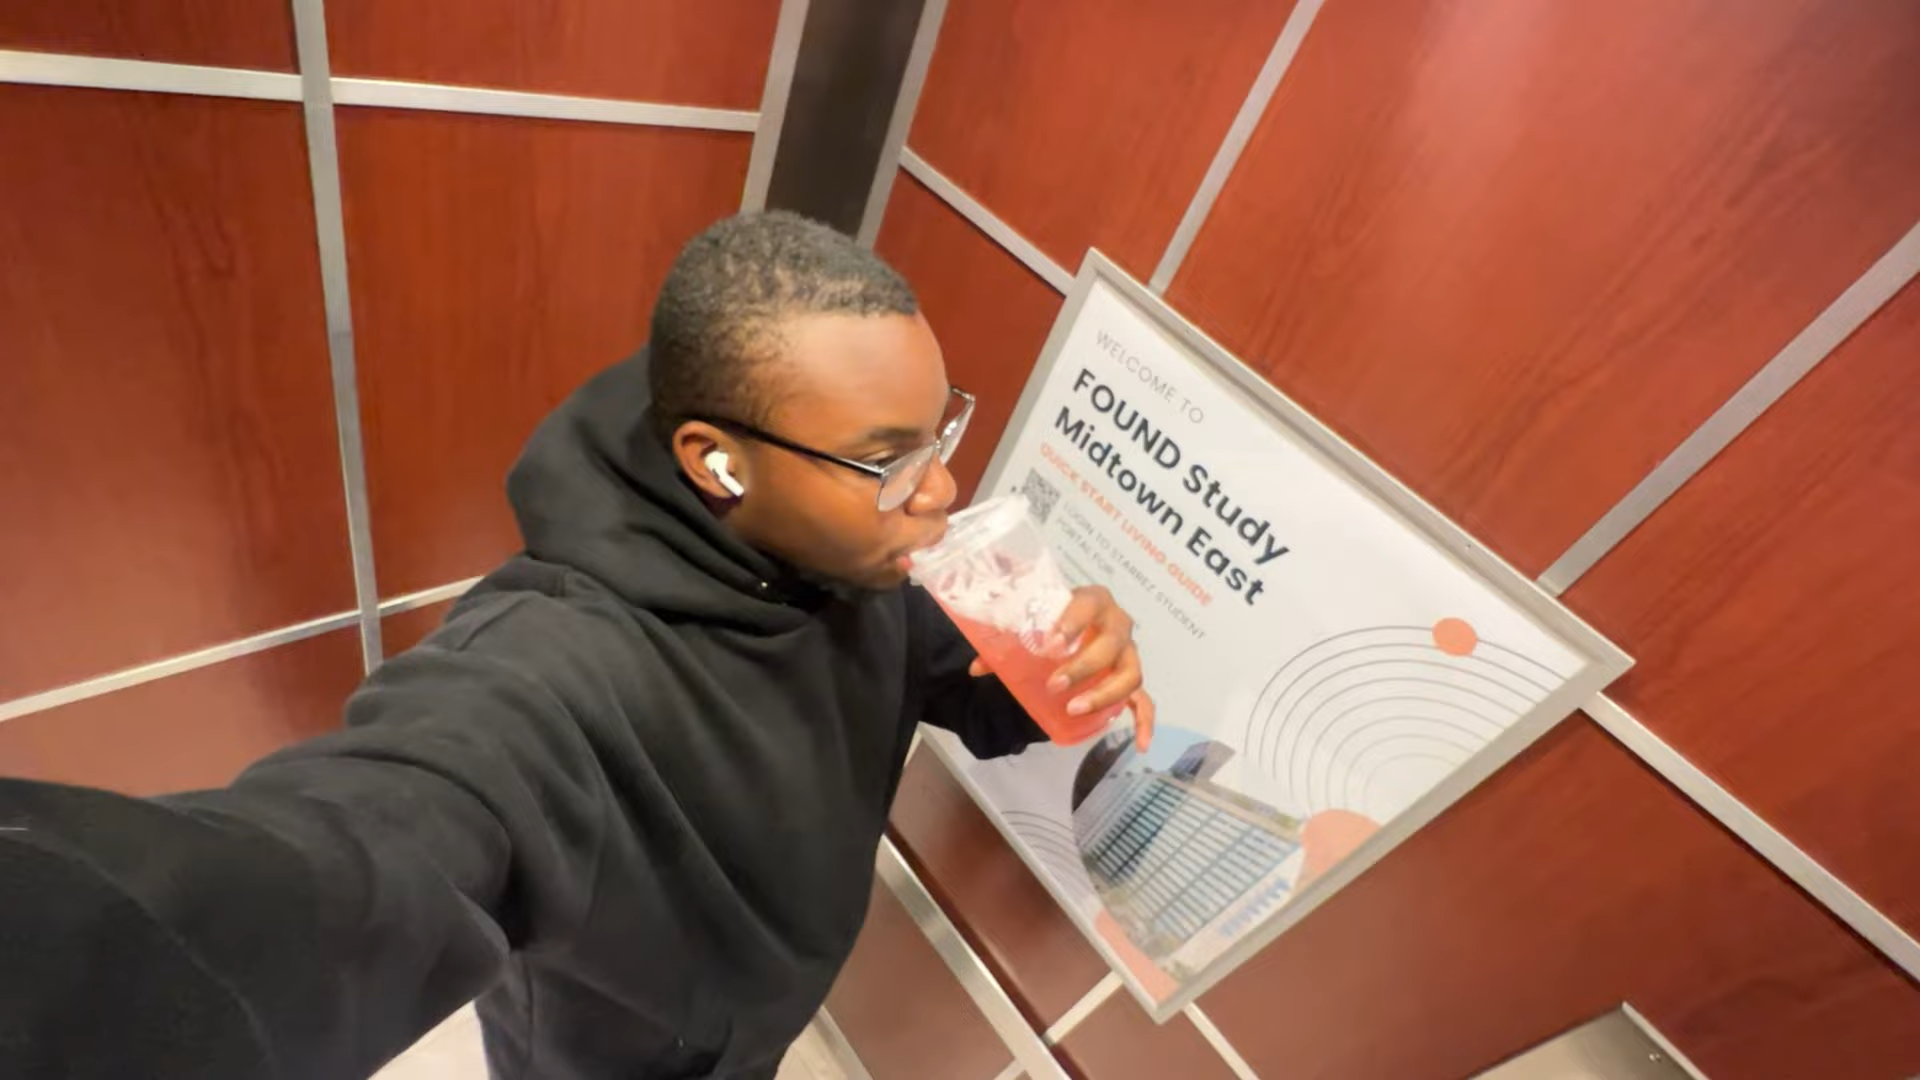 WELCOME TO
FOUND Study
Midtown East
QUICK START LIVING GUIDE
LOGIN TO STARREZ STUDENT
PORTAL FOR: